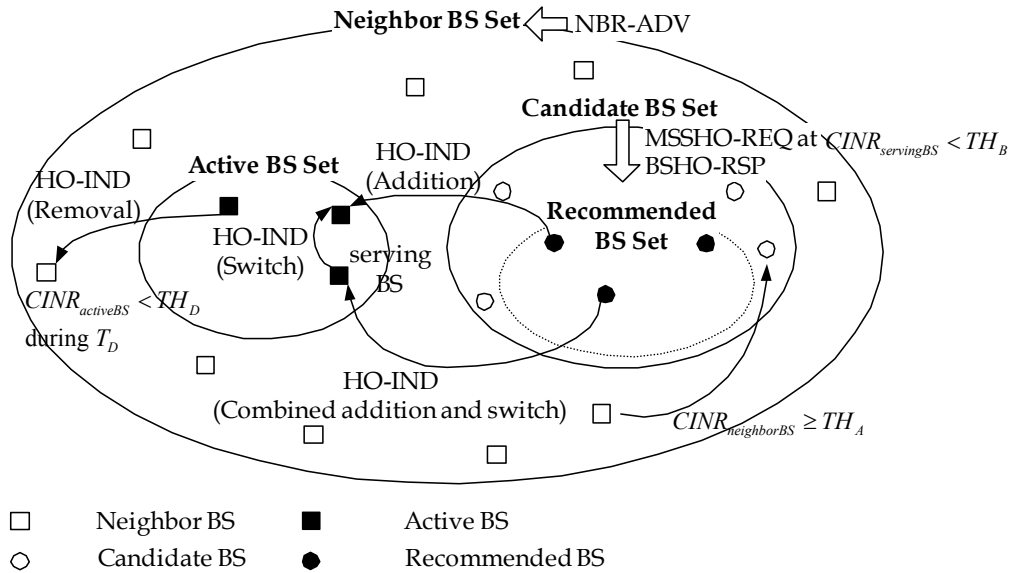 Neighbor BS Set
NBR-ADV
Candidate BS Set
MSSHO-REQ at CINR_servingBS < TH_B
BSHO-RSP
Active BS Set
HO-IND
(Addition)
HO-IND
(Removal)
Recommended
BS Set
HO-IND
(Switch)
serving
BS
CINR_activeBS < TH_D
during T_D
HO-IND
(Combined addition and switch)
CINR_neighborBS ≥ TH_A
Neighbor BS
Active BS
Candidate BS
Recommended BS